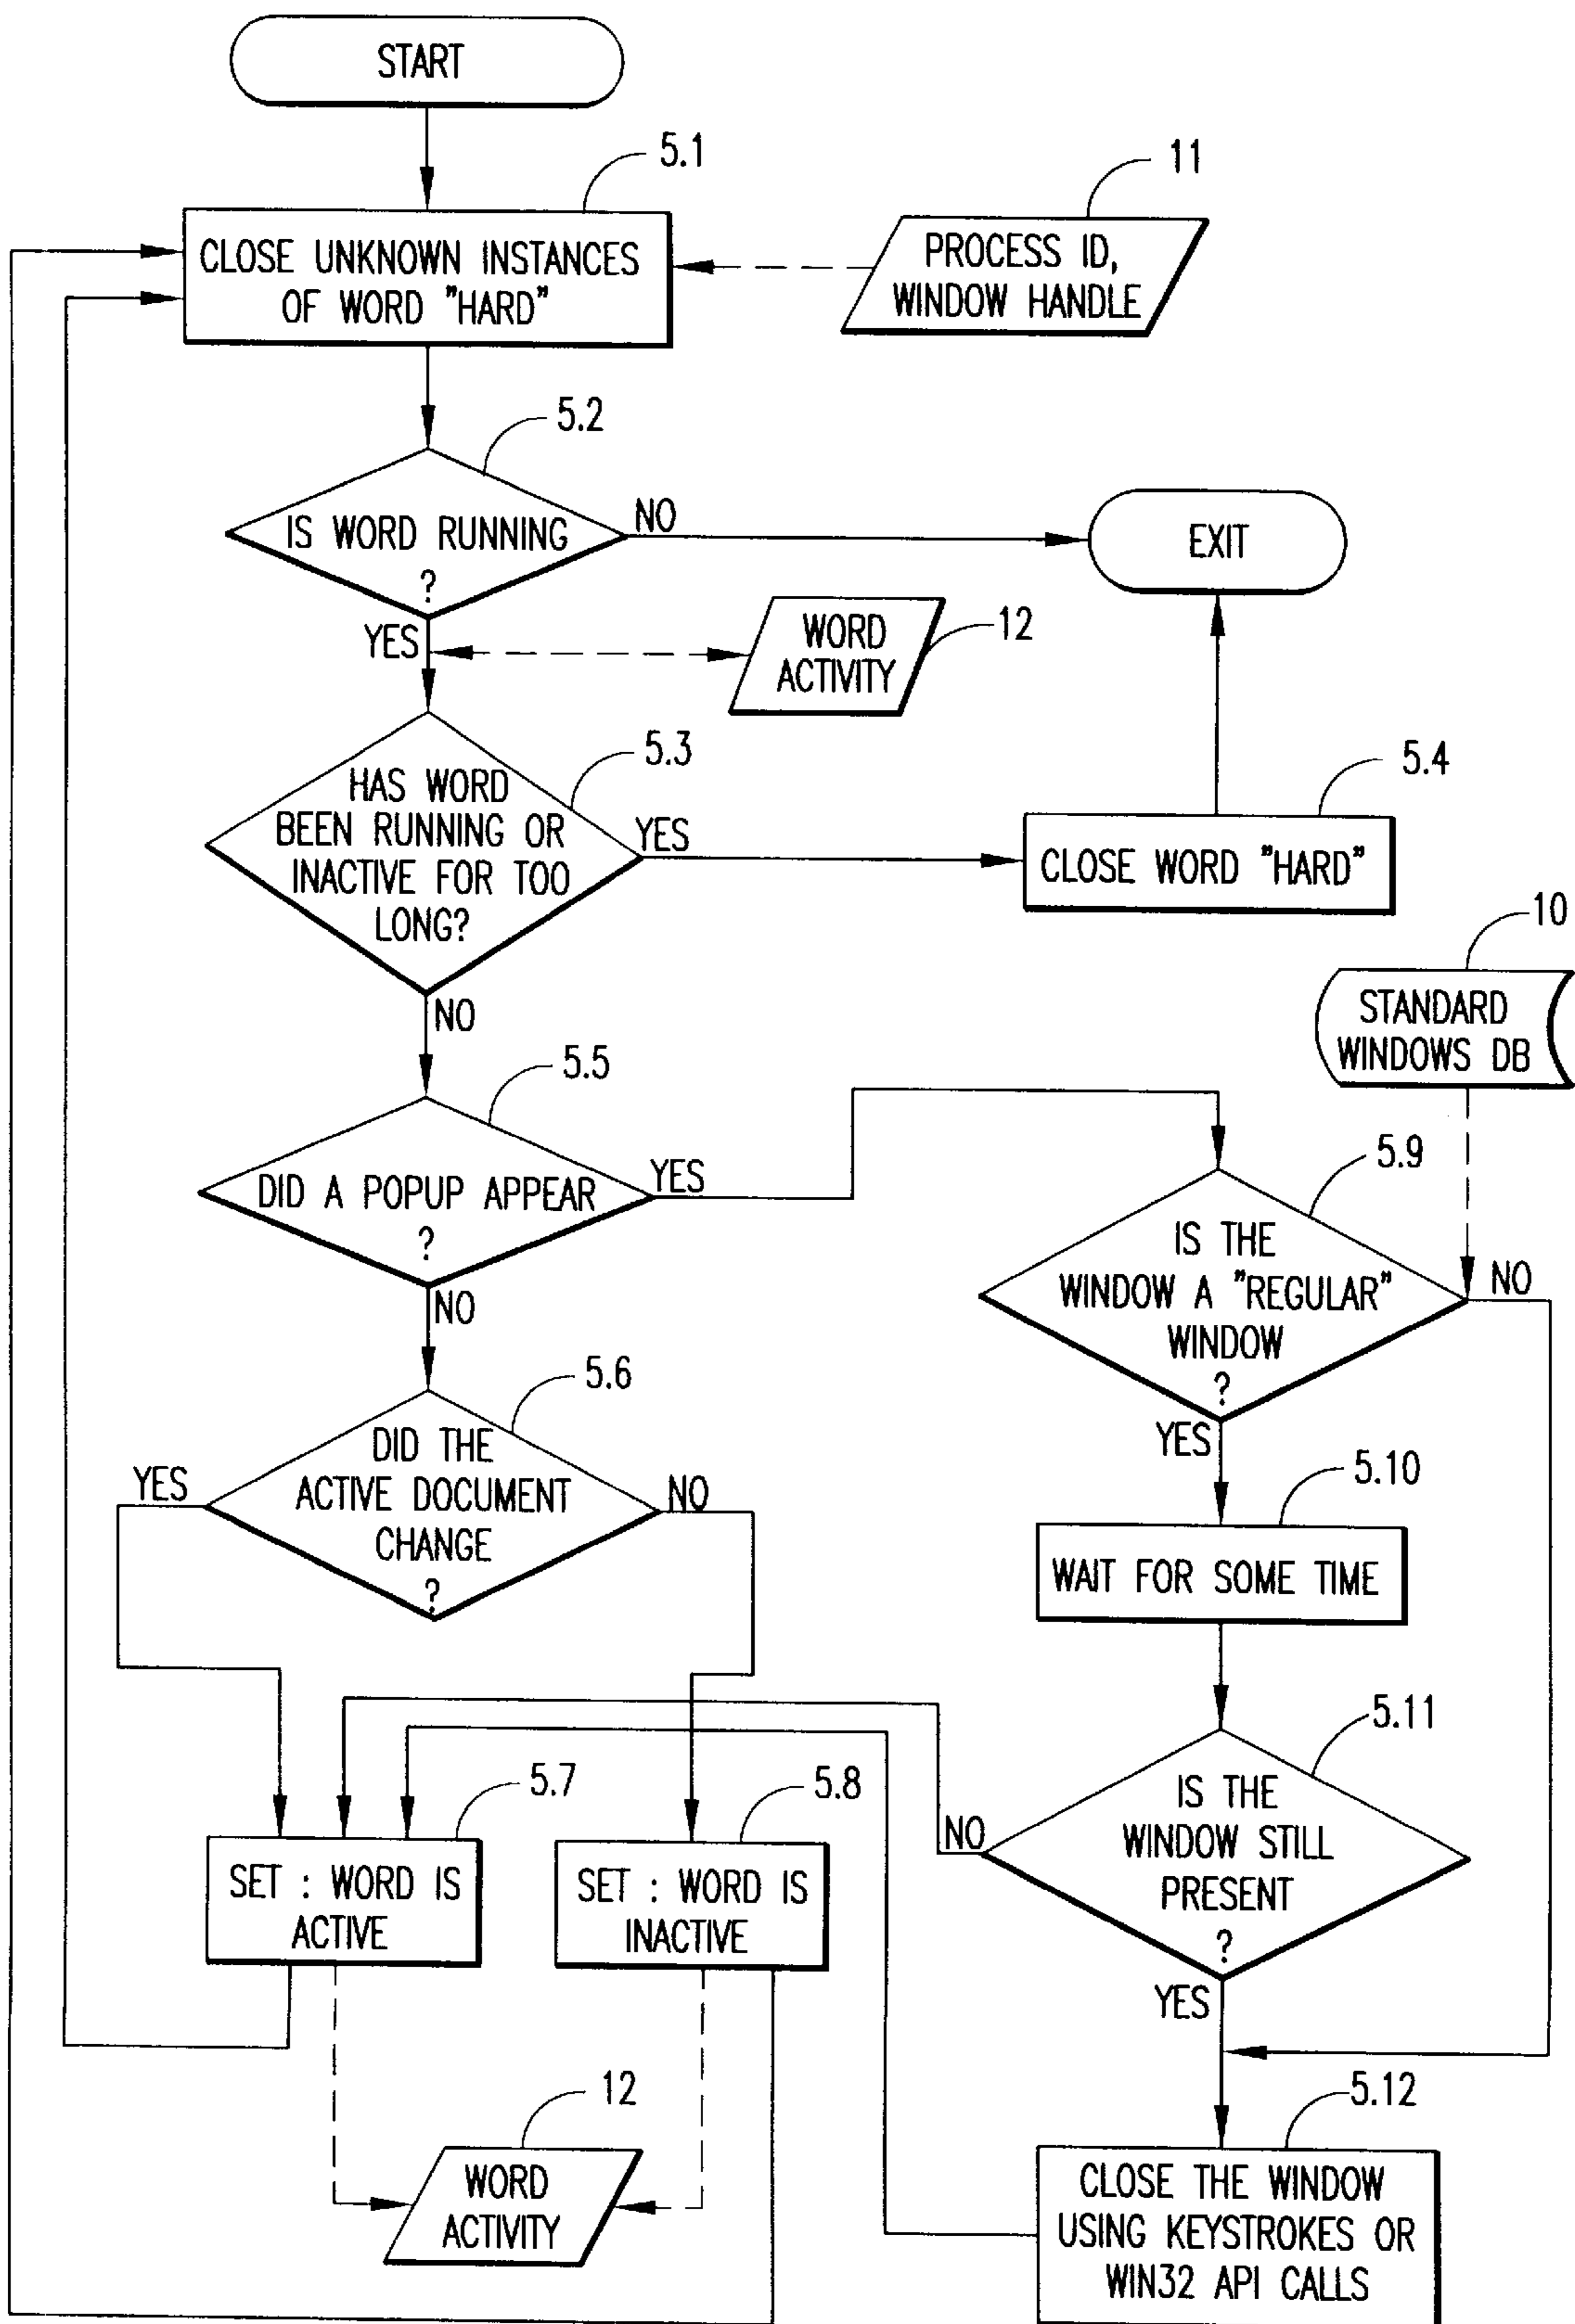 START
5.1
11
CLOSE UNKNOWN INSTANCES
OF WORD "HARD"
PROCESS ID,
WINDOW HANDLE
5.2
IS WORD RUNNING
?
NO
EXIT
YES
WORD
ACTIVITY
12
5.3
HAS WORD
BEEN RUNNING OR
INACTIVE FOR TOO
LONG?
YES
5.4
CLOSE WORD "HARD"
NO
10
STANDARD
WINDOWS DB
5.5
DID A POPUP APPEAR
?
YES
NO
5.9
IS THE
WINDOW A "REGULAR"
WINDOW
?
NO
YES
5.6
DID THE
ACTIVE DOCUMENT
CHANGE
?
YES
NO
5.10
WAIT FOR SOME TIME
5.11
IS THE
WINDOW STILL
PRESENT
?
NO
YES
5.7
SET : WORD IS
ACTIVE
5.8
SET : WORD IS
INACTIVE
12
WORD
ACTIVITY
5.12
CLOSE THE WINDOW
USING KEYSTROKES OR
WIN32 API CALLS